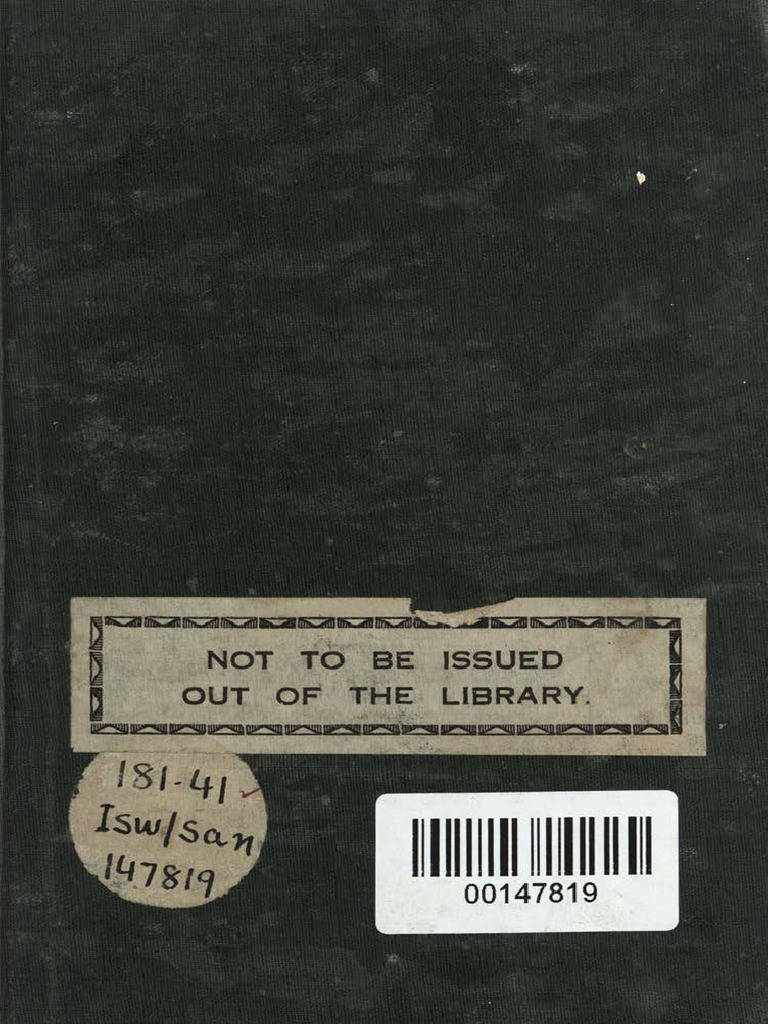 NOT TO BE ISSUED
OUT OF THE LIBRARY.
181-41
Isw/san
147819
00147819